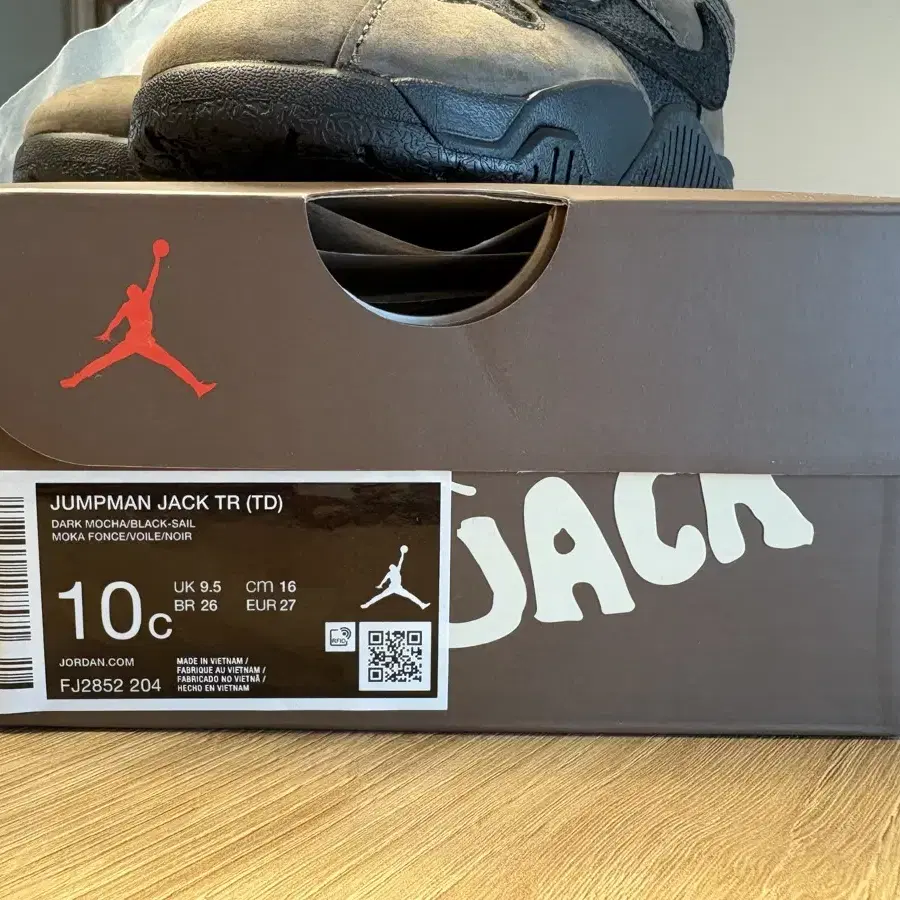 JUMPMAN JACK TR (TD)
DARK MOCHA/BLACK-SAIL
MOKA FONCE/VOILE/NOIR
10C
UK 9.5 CM 16
BR 26 EUR 27
RFID
JORDAN.COM
FJ2852 204
MADE IN VIETNAM /
FABRIQUE AU VIETNAM /
FABRICADO NO VIETNÃ /
HECHO EN VIETNAM
JACK